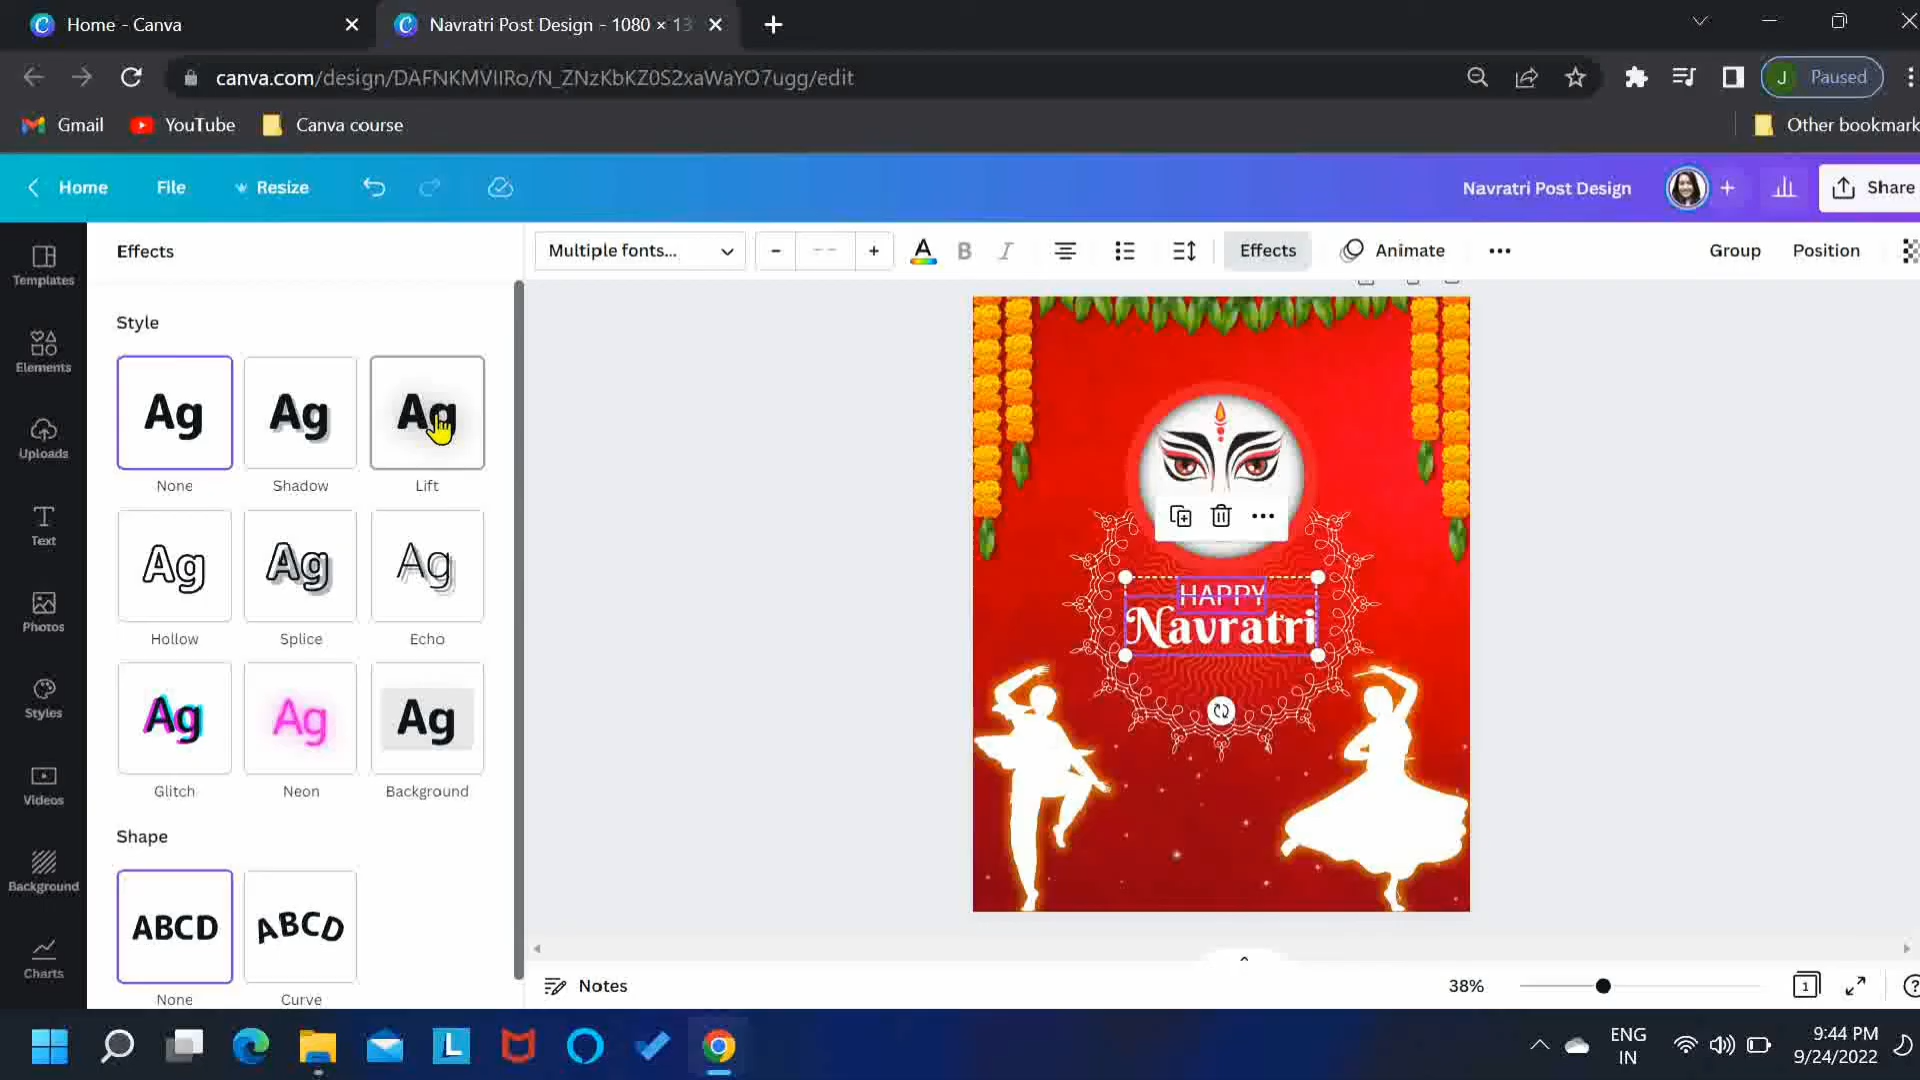 Home - Canva
Navratri Post Design - 1080 × 13
canva.com/design/DAFNKMVIIRo/N_ZNzKbKZ0S2xaWaYO7ugg/edit
J Paused
Gmail
YouTube
Canva course
Other bookmark
Home
File
Resize
Navratri Post Design
Share
Effects
Multiple fonts...
- -- +
A
B
I
Effects
Animate
Group
Position
Templates
Elements
Uploads
Text
Photos
Styles
Videos
Background
Charts
Style
Ag
Ag
Ag
None
Shadow
Lift
Ag
Ag
Ag
Hollow
Splice
Echo
Ag
Ag
Ag
Glitch
Neon
Background
Shape
ABCD
ABCD
None
Curve
HAPPY
Navratri
Notes
38%
1
L
ENG
IN
9:44 PM
9/24/2022